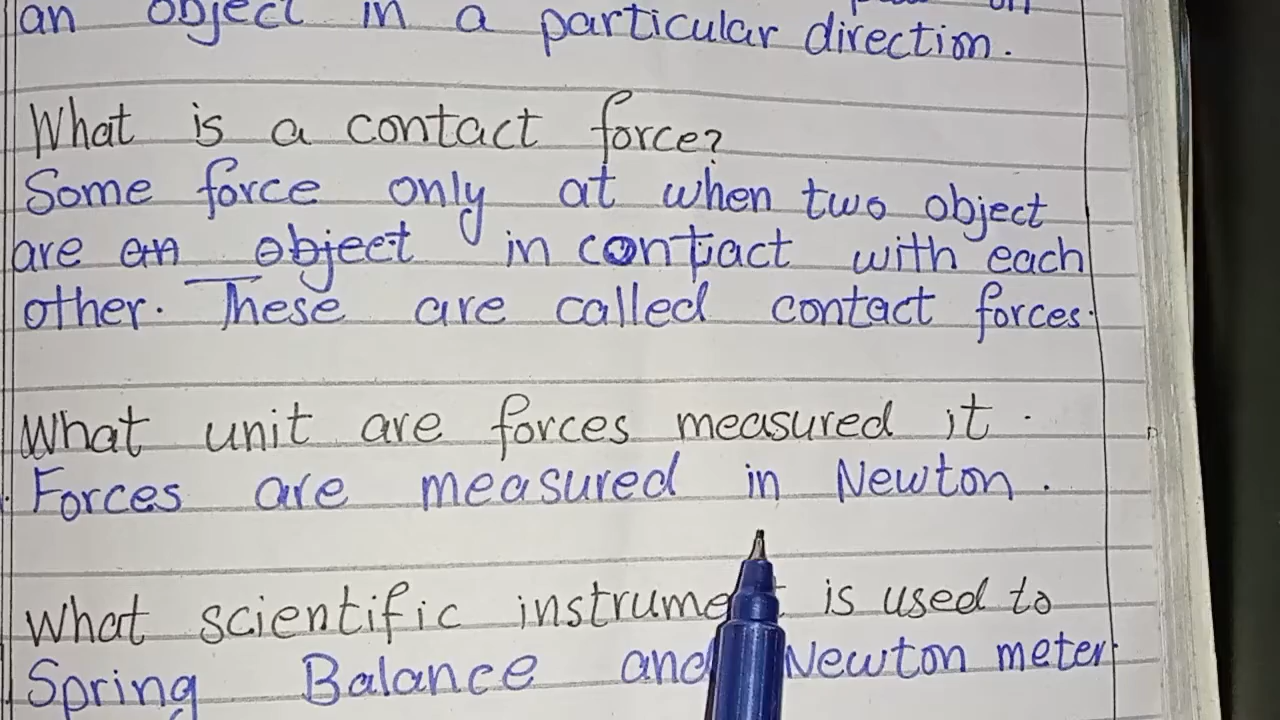 an object in a particular direction.
What is a contact force?
Some force only at when two object
are an object in contact with each
other. These are called contact forces.
What unit are forces measured it.
Forces are measured in Newton.
What scientific is used to
Spring Balance and Newton meter